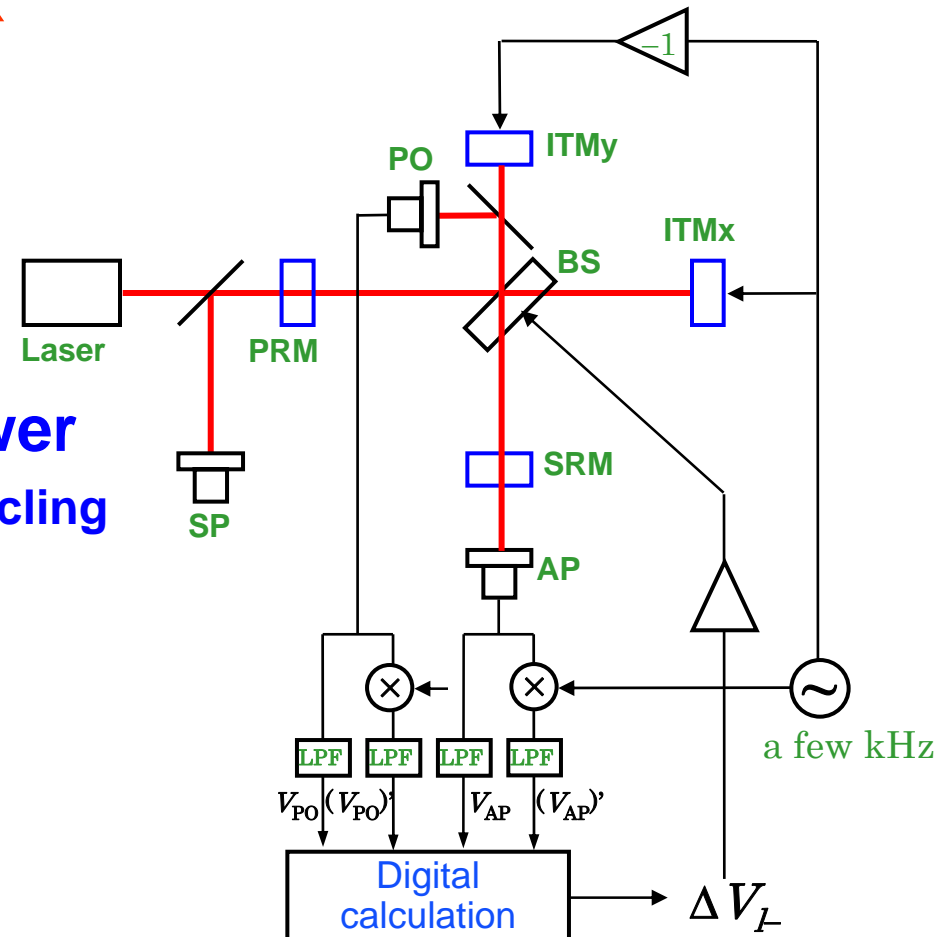 −1
ITMy
PO
ITMx
BS
Laser
PRM
SRM
SP
AP
×
×
~
a few kHz
LPF LPF LPF LPF
V_PO (V_PO)' V_AP (V_AP)'
Digital
calculation
ΔV_l−
ver
cling